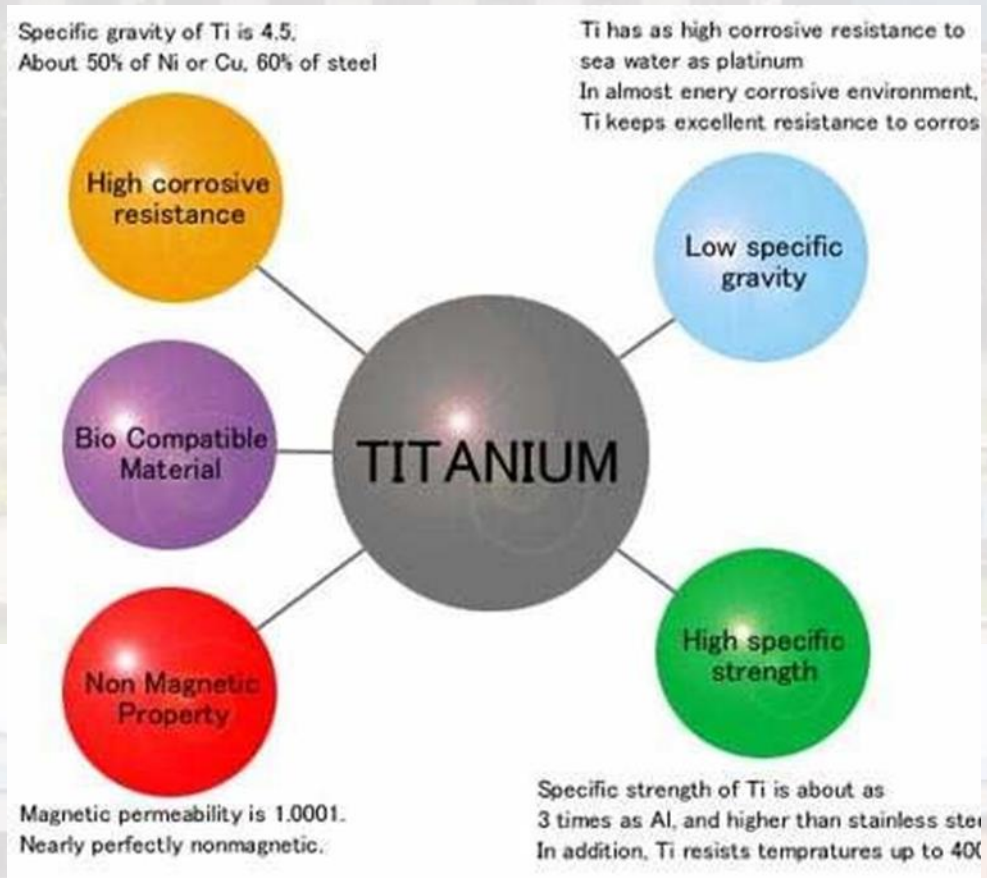 Specific gravity of Ti is 4.5.
About 50% of Ni or Cu, 60% of steel
Ti has as high corrosive resistance to
sea water as platinum
In almost enery corrosive environment,
Ti keeps excellent resistance to corros
High corrosive
resistance
Low specific
gravity
Bio Compatible
Material
TITANIUM
Non Magnetic
Property
High specific
strength
Magnetic permeability is 1.0001.
Nearly perfectly nonmagnetic.
Specific strength of Ti is about as
3 times as Al, and higher than stainless
In addition, Ti resists tempratures up to